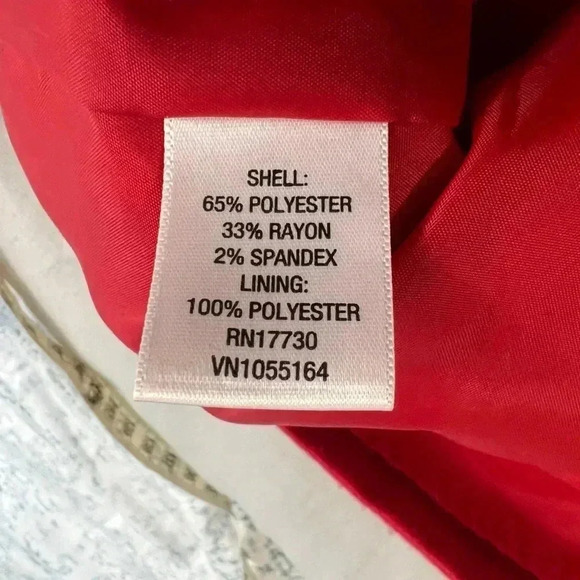 SHELL:
65% POLYESTER
33% RAYON
2% SPANDEX
LINING:
100% POLYESTER
RN17730
VN1055164